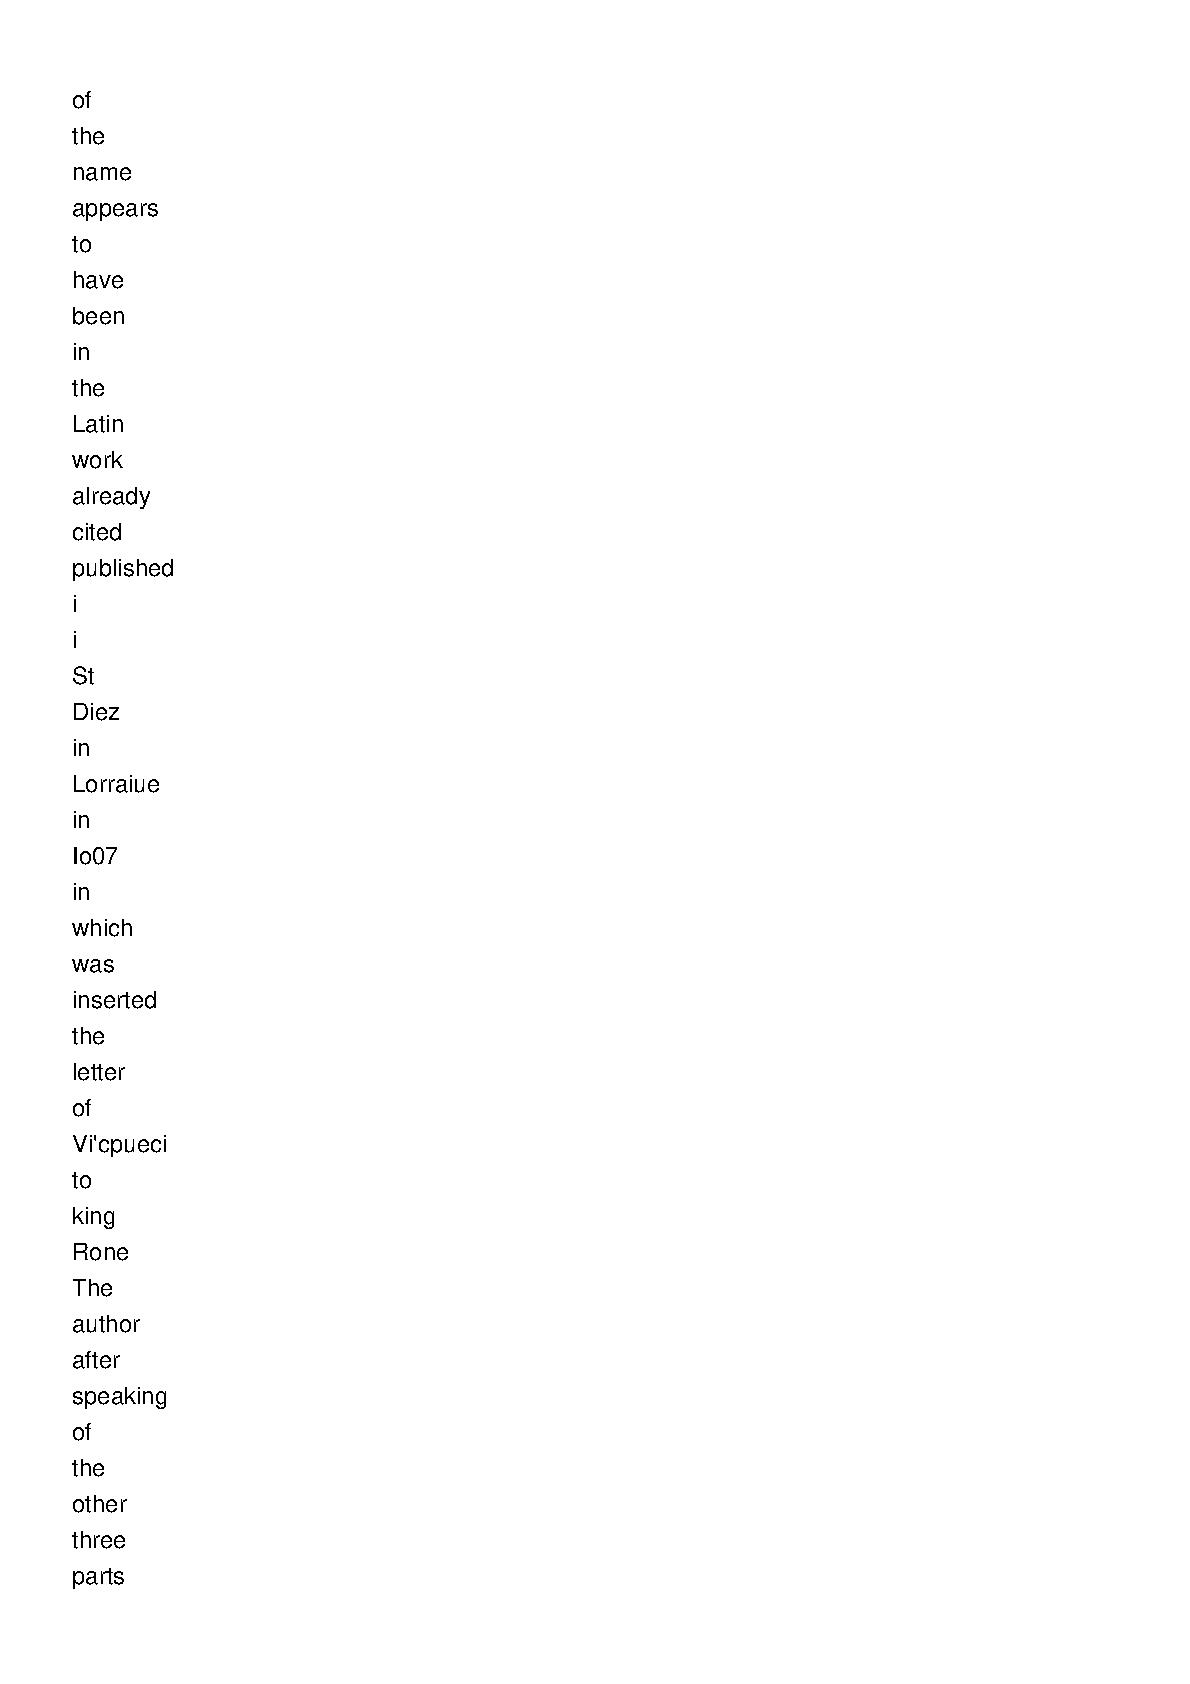 of
the
name
appears
to
have
been
in
the
Latin
work
already
cited
published
i
i
St
Diez
in
Lorraiue
in
Io07
in
which
was
inserted
the
letter
of
Vi'cpueci
to
king
Rone
The
author
after
speaking
of
the
other
three
parts